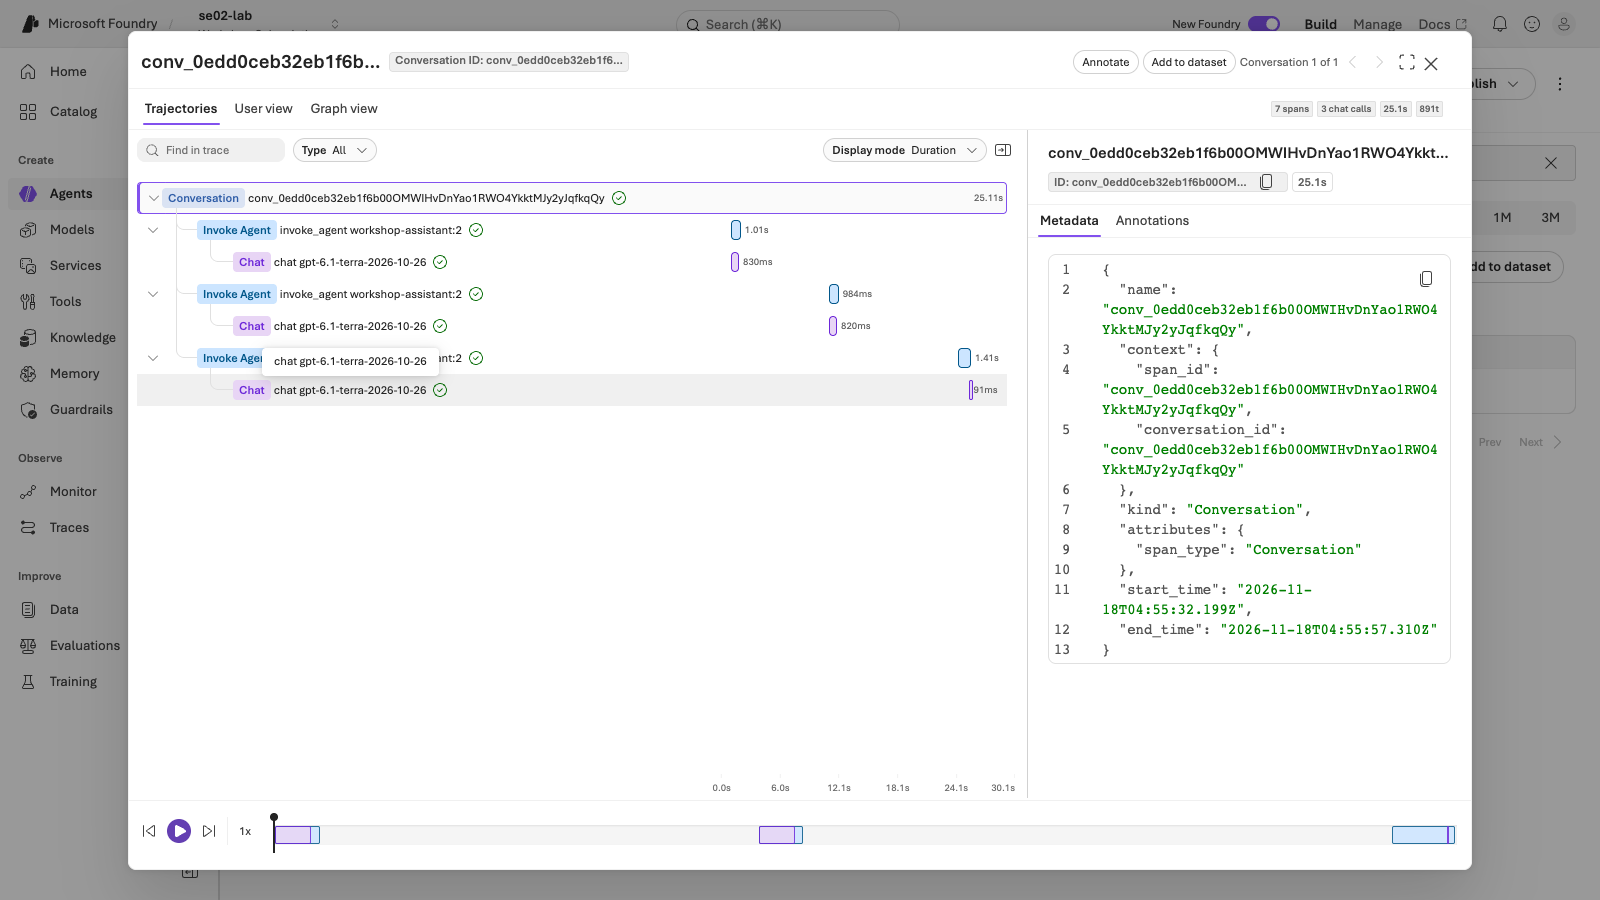 Microsoft Foundry
se02-lab
Search (⌘K)
New Foundry
Build
Manage
Docs
Home
Catalog
Create
Agents
Models
Services
Tools
Knowledge
Memory
Guardrails
Observe
Monitor
Traces
Improve
Data
Evaluations
Training
1M
3M
Prev
Next
conv_0edd0ceb32eb1f6b...
Conversation ID: conv_0edd0ceb32eb1f6...
Annotate
Add to dataset
Conversation 1 of 1
Trajectories
User view
Graph view
7 spans
3 chat calls
25.1s
891t
Find in trace
Type All
Display mode Duration
Conversation conv_0edd0ceb32eb1f6b00OMWIHvDnYao1RWO4YkktMJy2yJqfkqQy 25.11s
Invoke Agent invoke_agent workshop-assistant:2 1.01s
Chat chat gpt-6.1-terra-2026-10-26 830ms
Invoke Agent invoke_agent workshop-assistant:2 984ms
Chat chat gpt-6.1-terra-2026-10-26 820ms
Invoke Agen chat gpt-6.1-terra-2026-10-26 nt:2 1.41s
Chat chat gpt-6.1-terra-2026-10-26 91ms
0.0s 6.0s 12.1s 18.1s 24.1s 30.1s
1x
conv_0edd0ceb32eb1f6b00OMWIHvDnYao1RWO4Ykkt...
ID: conv_0edd0ceb32eb1f6b00OM...
25.1s
Metadata
Annotations
1 {
2 "name":
"conv_0edd0ceb32eb1f6b00OMWIHvDnYao1RWO4
YkktMJy2yJqfkqQy",
3 "context": {
4 "span_id":
"conv_0edd0ceb32eb1f6b00OMWIHvDnYao1RWO4
YkktMJy2yJqfkqQy",
5 "conversation_id":
"conv_0edd0ceb32eb1f6b00OMWIHvDnYao1RWO4
YkktMJy2yJqfkqQy"
6 },
7 "kind": "Conversation",
8 "attributes": {
9 "span_type": "Conversation"
10 },
11 "start_time": "2026-11-
18T04:55:32.199Z",
12 "end_time": "2026-11-18T04:55:57.310Z"
13 }